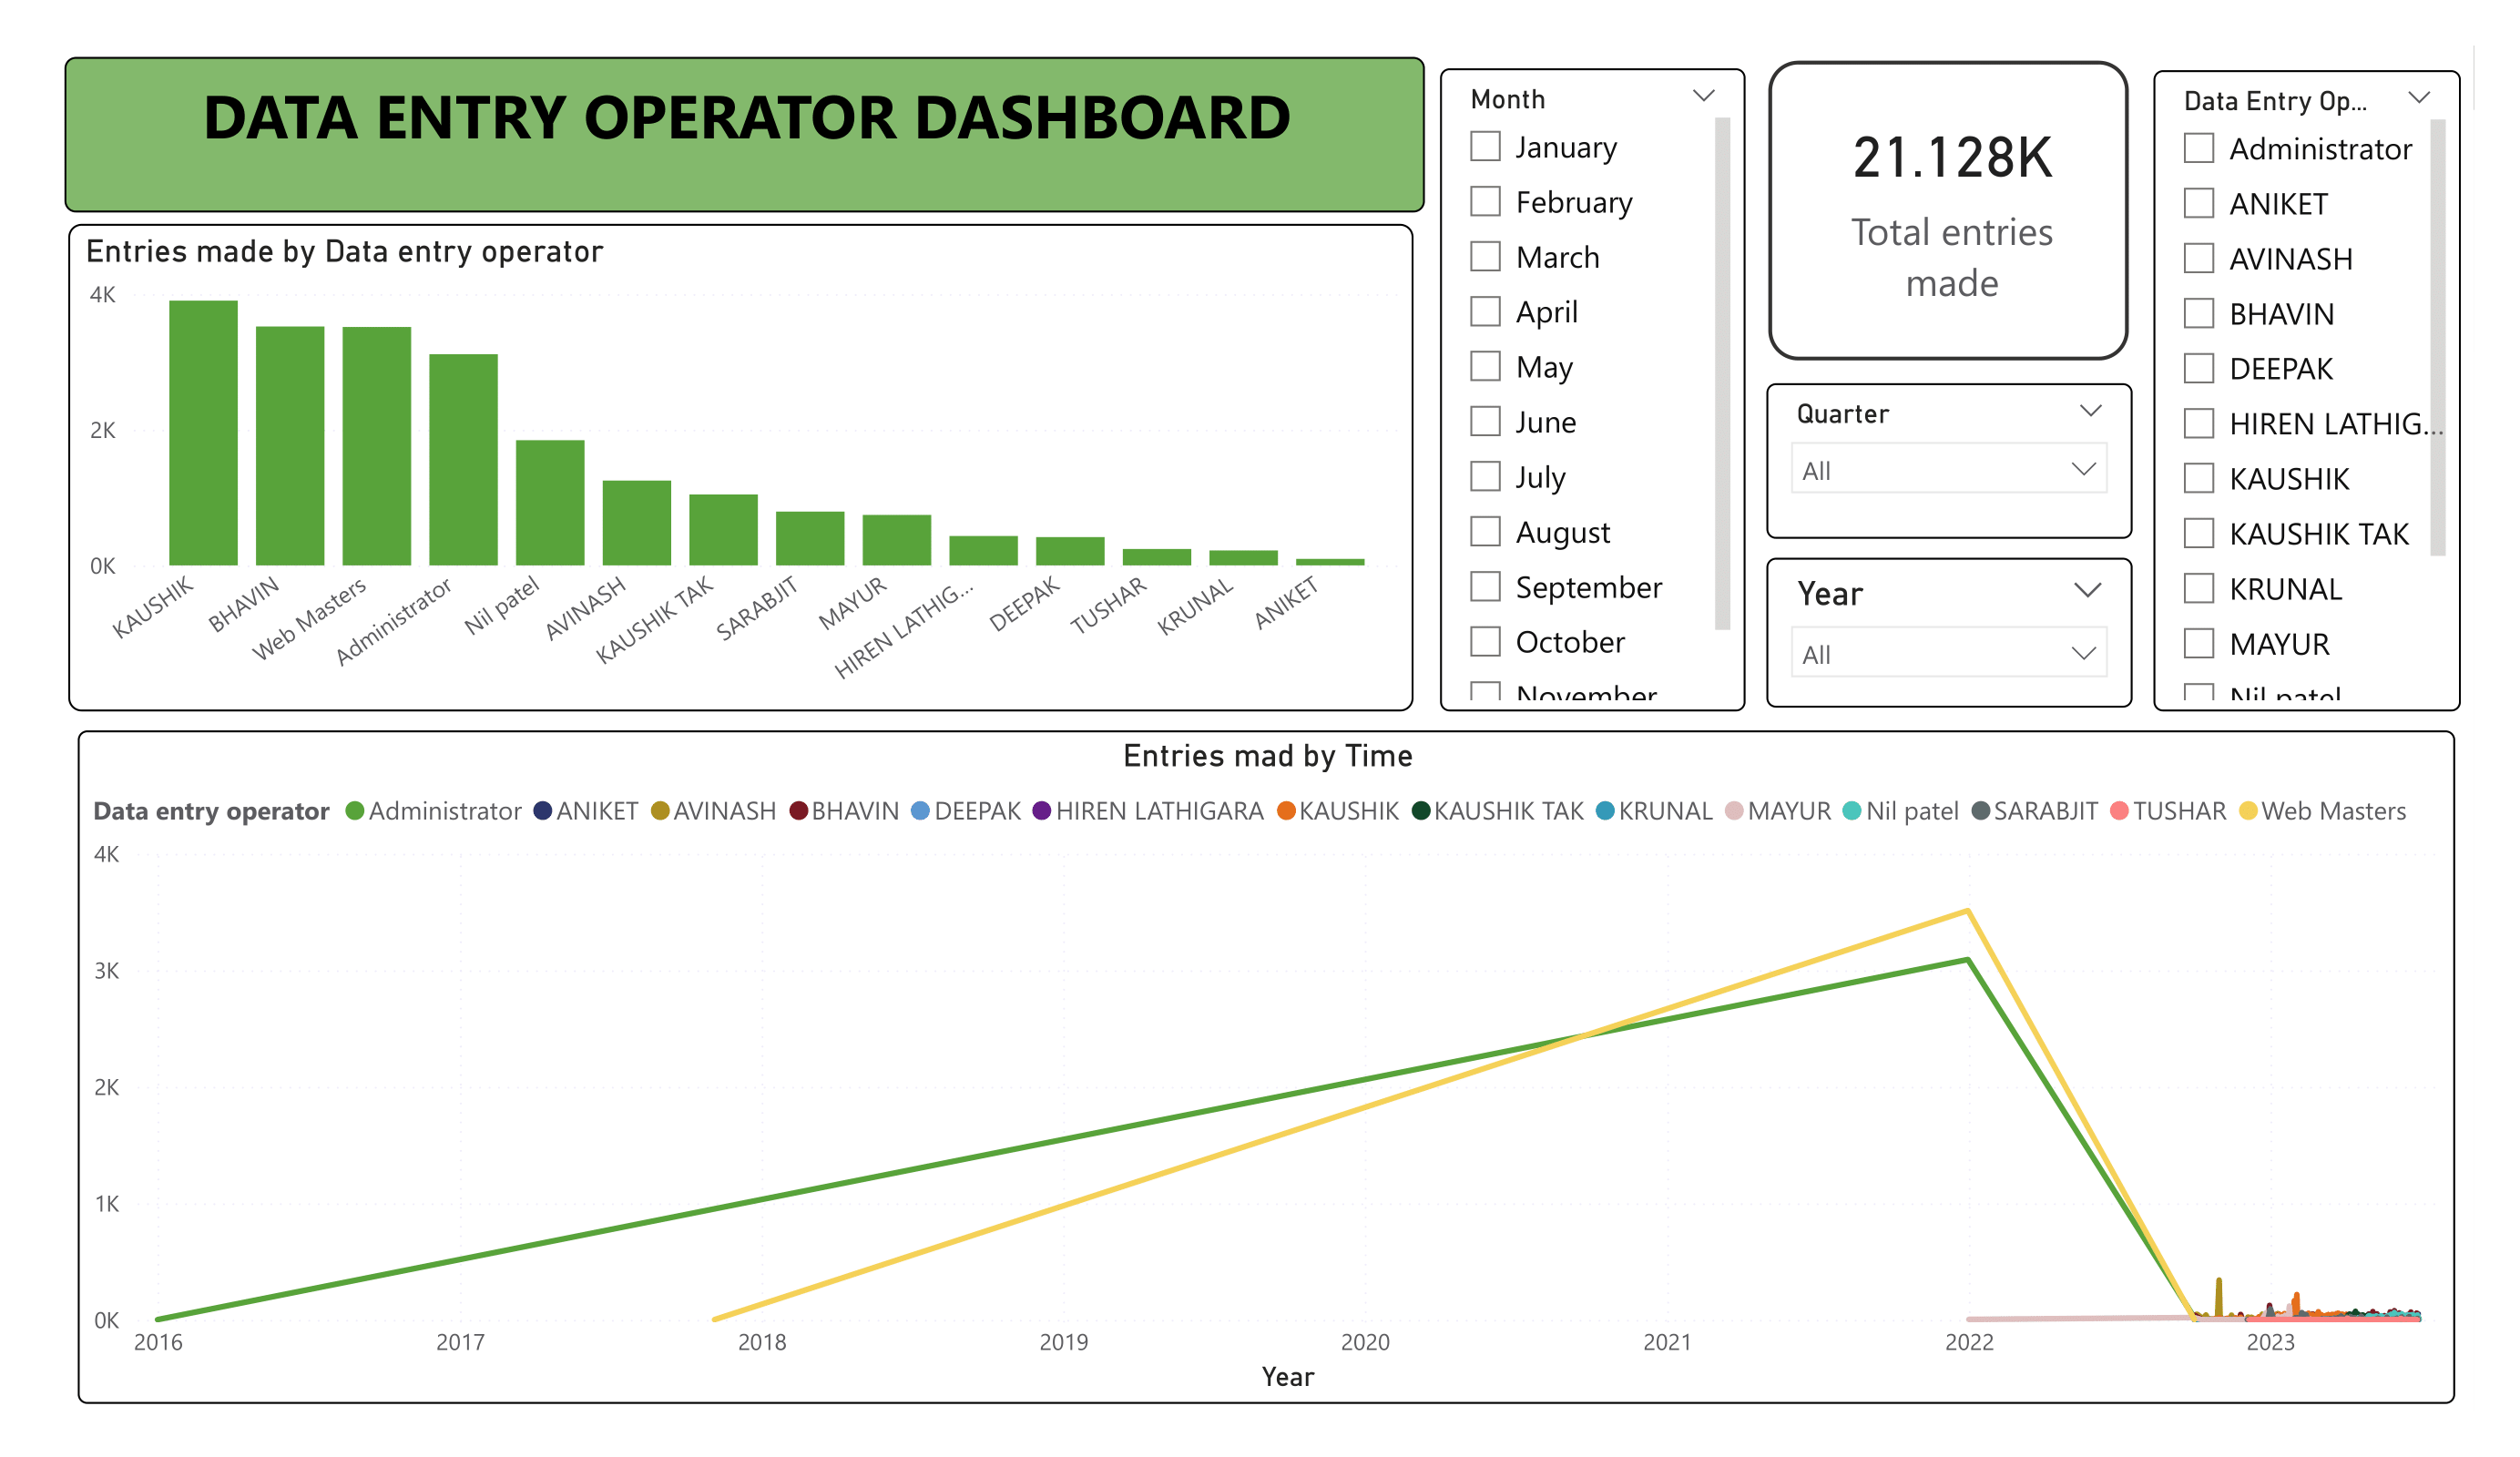 DATA ENTRY OPERATOR DASHBOARD
Entries made by Data entry operator
4K
2K
0K
KAUSHIK
BHAVIN
Web Masters
Administrator
Nil patel
AVINASH
KAUSHIK TAK
SARABJIT
MAYUR
HIREN LATHIG...
DEEPAK
TUSHAR
KRUNAL
ANIKET
Month
January
February
March
April
May
June
July
August
September
October
November
21.128K
Total entries
made
Quarter
All
Year
All
Data Entry Op...
Administrator
ANIKET
AVINASH
BHAVIN
DEEPAK
HIREN LATHIG...
KAUSHIK
KAUSHIK TAK
KRUNAL
MAYUR
Nil patel
Entries mad by Time
Data entry operator Administrator ANIKET AVINASH BHAVIN DEEPAK HIREN LATHIGARA KAUSHIK KAUSHIK TAK KRUNAL MAYUR Nil patel SARABJIT TUSHAR Web Masters
4K
3K
2K
1K
0K
2016 2017 2018 2019 2020 2021 2022 2023
Year